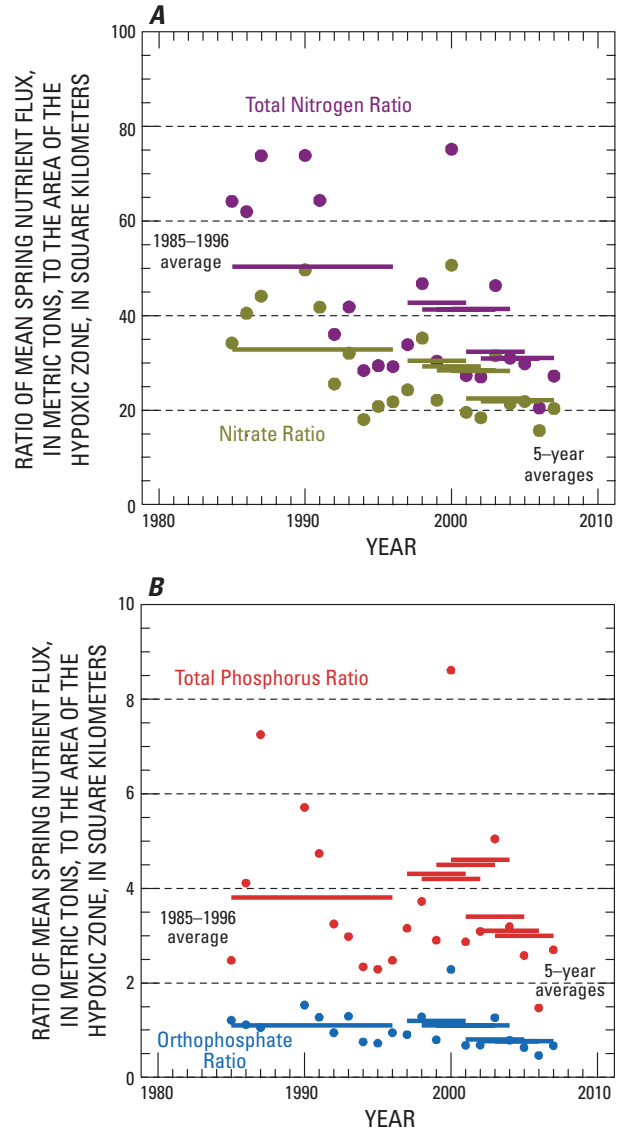 A
RATIO OF MEAN SPRING NUTRIENT FLUX,
IN METRIC TONS, TO THE AREA OF THE
HYPOXIC ZONE, IN SQUARE KILOMETERS
100
80
60
40
20
0
Total Nitrogen Ratio
1985–1996
average
Nitrate Ratio
5–year
averages
1980
1990
2000
2010
YEAR
B
RATIO OF MEAN SPRING NUTRIENT FLUX,
IN METRIC TONS, TO THE AREA OF THE
HYPOXIC ZONE, IN SQUARE KILOMETERS
10
8
6
4
2
0
Total Phosphorus Ratio
1985–1996
average
5–year
averages
Orthophosphate
Ratio
1980
1990
2000
2010
YEAR